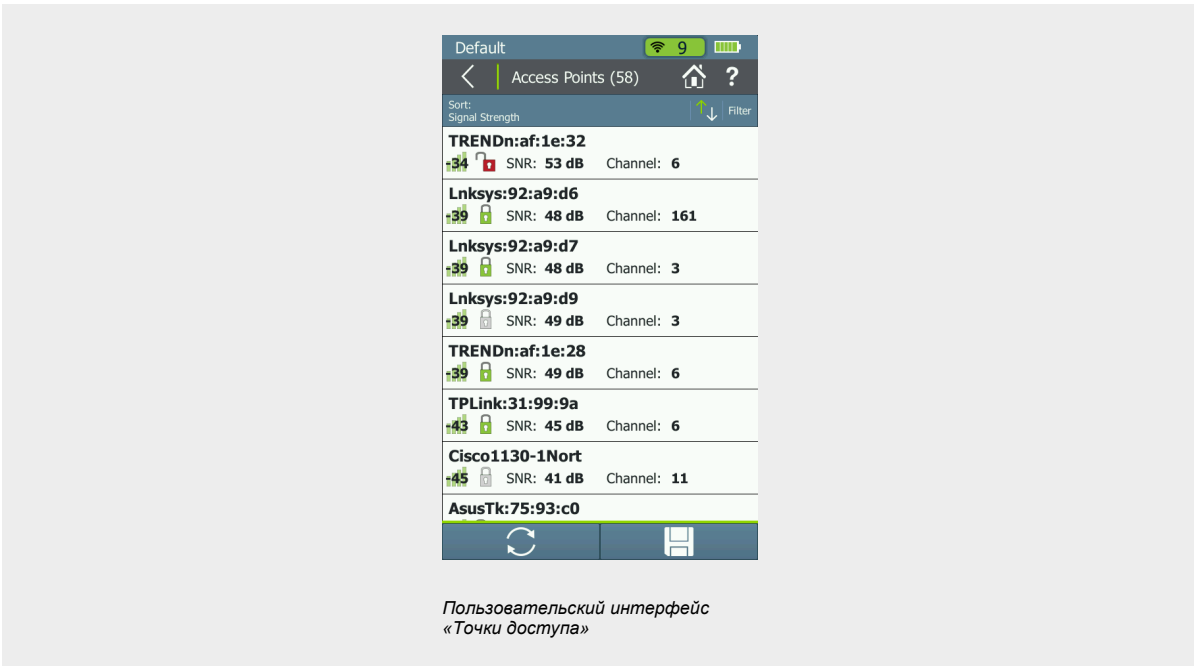 Default 9
Access Points (58) ?
Sort:
Signal Strength
Filter
TRENDn:af:1e:32
-34 SNR: 53 dB Channel: 6
Lnksys:92:a9:d6
-39 SNR: 48 dB Channel: 161
Lnksys:92:a9:d7
-39 SNR: 48 dB Channel: 3
Lnksys:92:a9:d9
-39 SNR: 49 dB Channel: 3
TRENDn:af:1e:28
-39 SNR: 49 dB Channel: 6
TPLink:31:99:9a
-43 SNR: 45 dB Channel: 6
Cisco1130-1Nort
-45 SNR: 41 dB Channel: 11
AsusTk:75:93:c0
Пользовательский интерфейс
«Точки доступа»